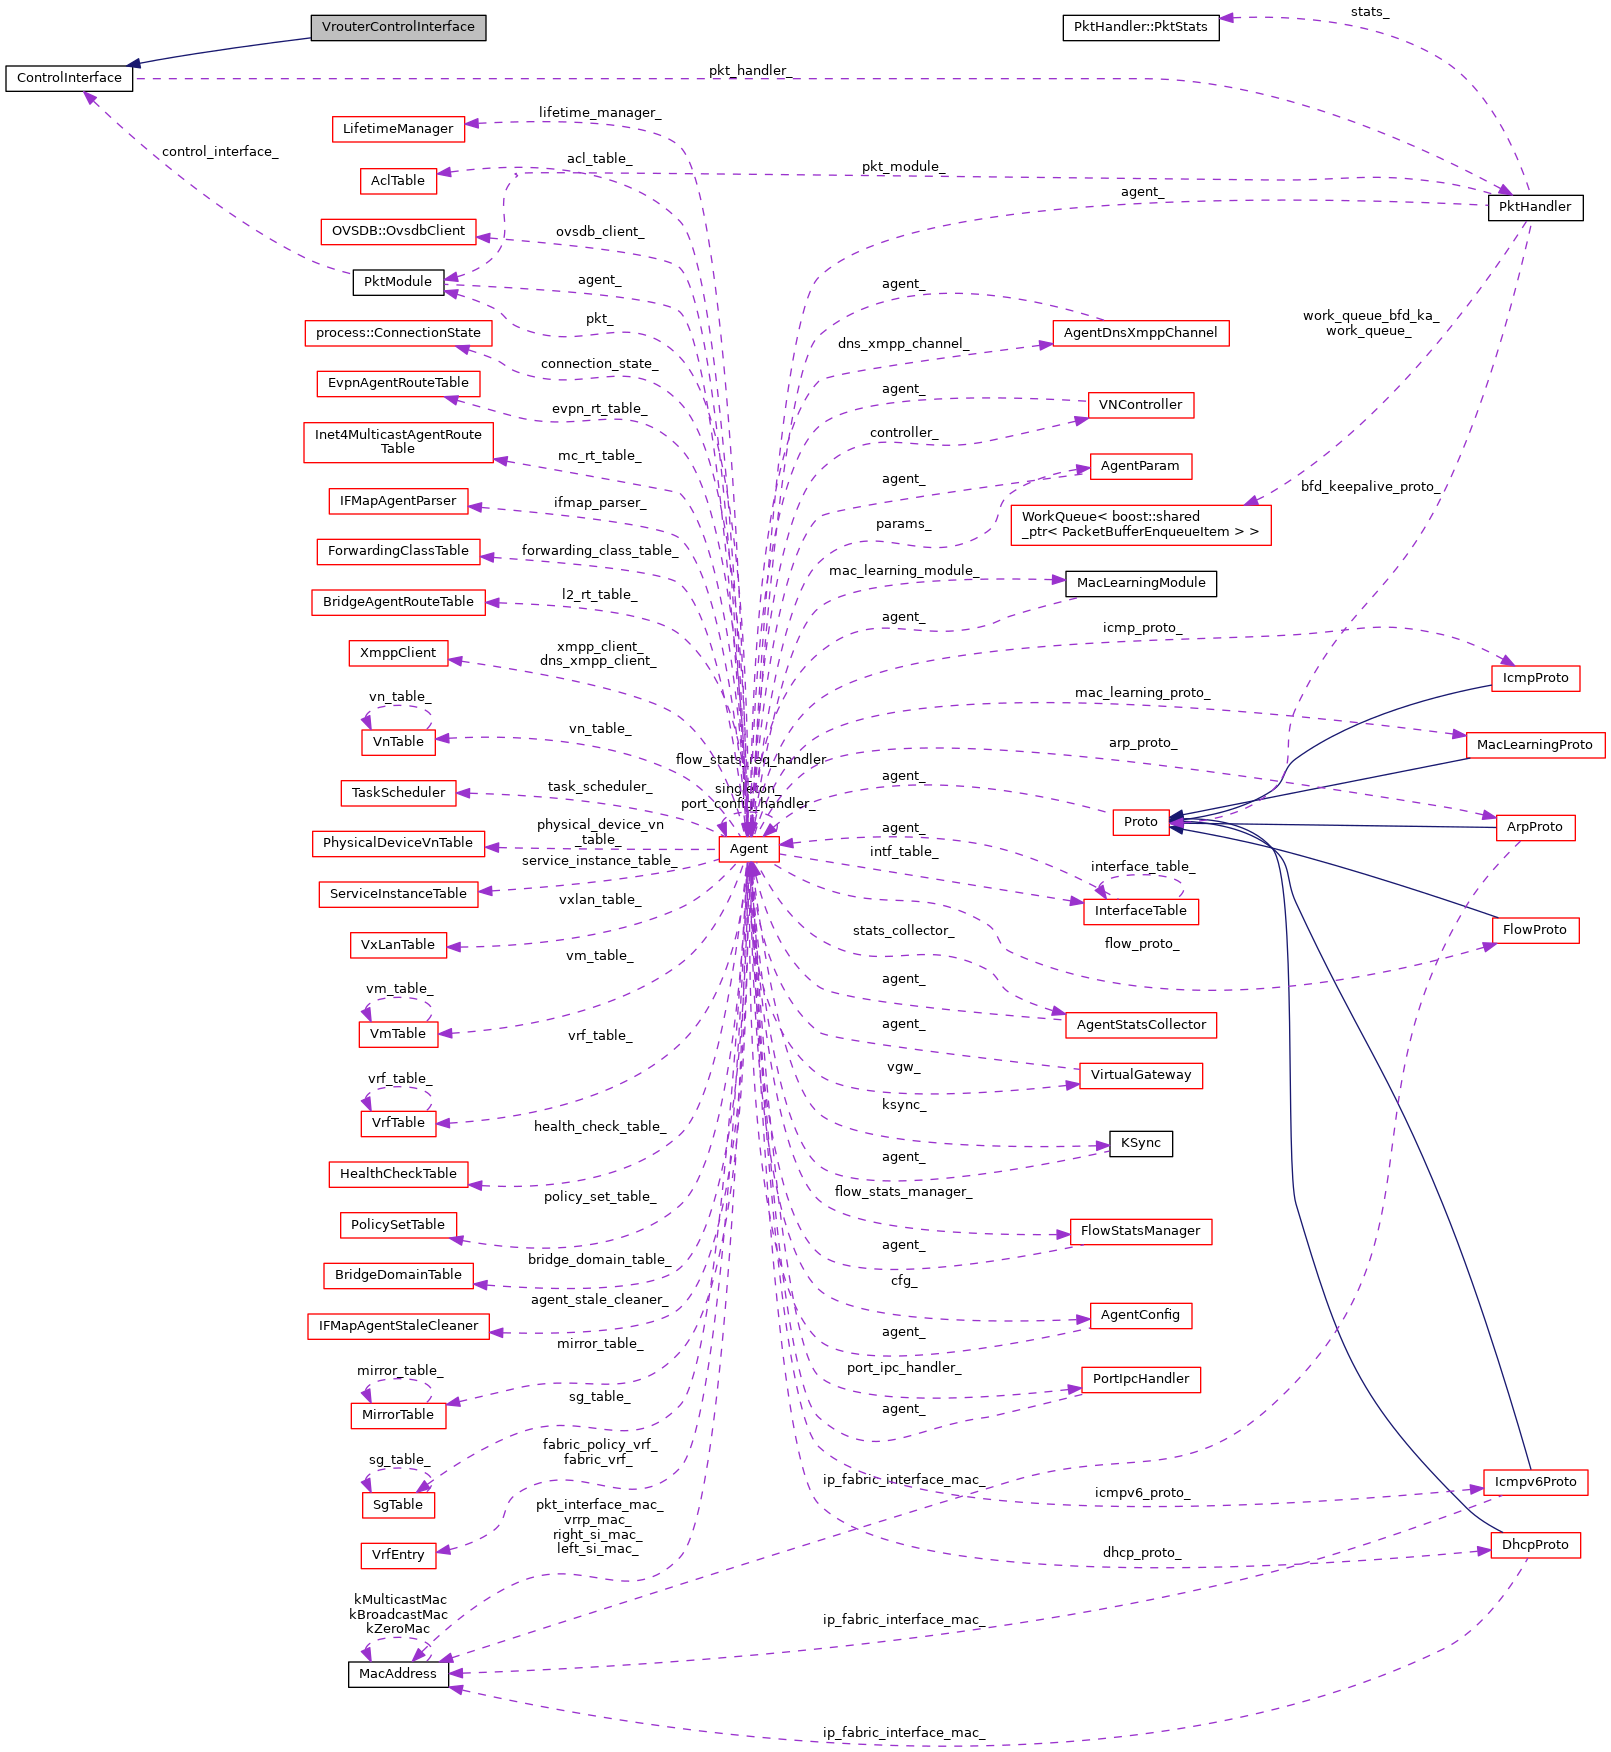 VrouterControlInterface
PktHandler::PktStats
stats_
ControlInterface
pkt_handler_
lifetime_manager_
LifetimeManager
control_interface_
acl_table_
pkt_module_
AclTable
agent_
PktHandler
OVSDB::OvsdbClient
ovsdb_client_
PktModule
agent_
agent_
pkt_
process::ConnectionState
AgentDnsXmppChannel
work_queue_bfd_ka_
work_queue_
dns_xmpp_channel_
connection_state_
EvpnAgentRouteTable
agent_
VNController
evpn_rt_table_
controller_
Inet4MulticastAgentRoute
Table
mc_rt_table_
AgentParam
agent_
bfd_keepalive_proto_
IFMapAgentParser
ifmap_parser_
params_
WorkQueue< boost::shared
_ptr< PacketBufferEnqueueItem > >
ForwardingClassTable
forwarding_class_table_
mac_learning_module_
MacLearningModule
BridgeAgentRouteTable
l2_rt_table_
agent_
icmp_proto_
XmppClient
xmpp_client_
dns_xmpp_client_
IcmpProto
vn_table_
mac_learning_proto_
VnTable
vn_table_
arp_proto_
MacLearningProto
flow_stats_req_handler
agent_
TaskScheduler
task_scheduler_
singleton_
port_config_handler_
Proto
ArpProto
physical_device_vn
_table_
PhysicalDeviceVnTable
Agent
agent_
intf_table_
service_instance_table_
interface_table_
ServiceInstanceTable
vxlan_table_
InterfaceTable
stats_collector_
FlowProto
flow_proto_
VxLanTable
vm_table_
agent_
vm_table_
VmTable
vrf_table_
agent_
AgentStatsCollector
vgw_
VirtualGateway
vrf_table_
ksync_
VrfTable
health_check_table_
KSync
agent_
HealthCheckTable
policy_set_table_
flow_stats_manager_
PolicySetTable
FlowStatsManager
agent_
bridge_domain_table_
BridgeDomainTable
cfg_
agent_stale_cleaner_
AgentConfig
IFMapAgentStaleCleaner
agent_
mirror_table_
mirror_table_
port_ipc_handler_
PortIpcHandler
sg_table_
agent_
MirrorTable
fabric_policy_vrf_
fabric_vrf_
sg_table_
ip_fabric_interface_mac_
Icmpv6Proto
icmpv6_proto_
SgTable
pkt_interface_mac_
vrrp_mac_
right_si_mac_
left_si_mac_
VrfEntry
dhcp_proto_
DhcpProto
kMulticastMac
kBroadcastMac
kZeroMac
ip_fabric_interface_mac_
MacAddress
ip_fabric_interface_mac_